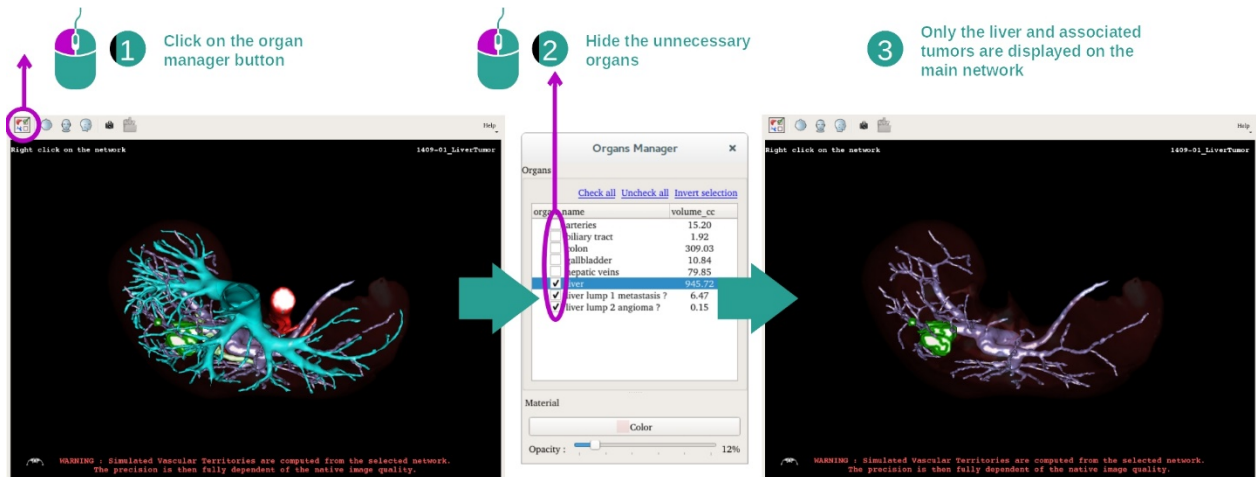 1
Click on the organ
manager button
2
Hide the unnecessary
organs
3
Only the liver and associated
tumors are displayed on the
main network
Help
Right click on the network
1409-01_LiverTumor
WARNING : Simulated Vascular Territories are computed from the selected network.
The precision is then fully dependent of the native image quality.
Organs Manager
Organs
Check all Uncheck all Invert selection
name volume_cc
arteries 15.20
biliary tract 1.92
colon 309.03
gallbladder 10.84
hepatic veins 79.85
liver 945.72
liver lump 1 metastasis ? 6.47
liver lump 2 angioma ? 0.15
Material
Color
Opacity : 12%
Help
Right click on the network
1409-01_LiverTumor
WARNING : Simulated Vascular Territories are computed from the selected network.
The precision is then fully dependent of the native image quality.